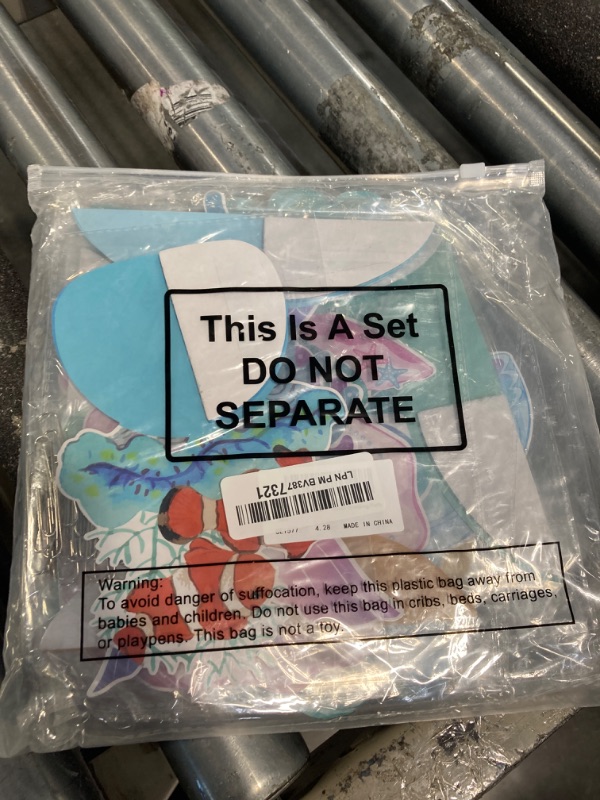 This Is A Set
DO NOT
SEPARATE
LPN PM BV387 7321
4.28 MADE IN CHINA
Warning:
To avoid danger of suffocation, keep this plastic bag away from
babies and children. Do not use this bag in cribs, beds, carriages,
or playpens. This bag is not a toy.